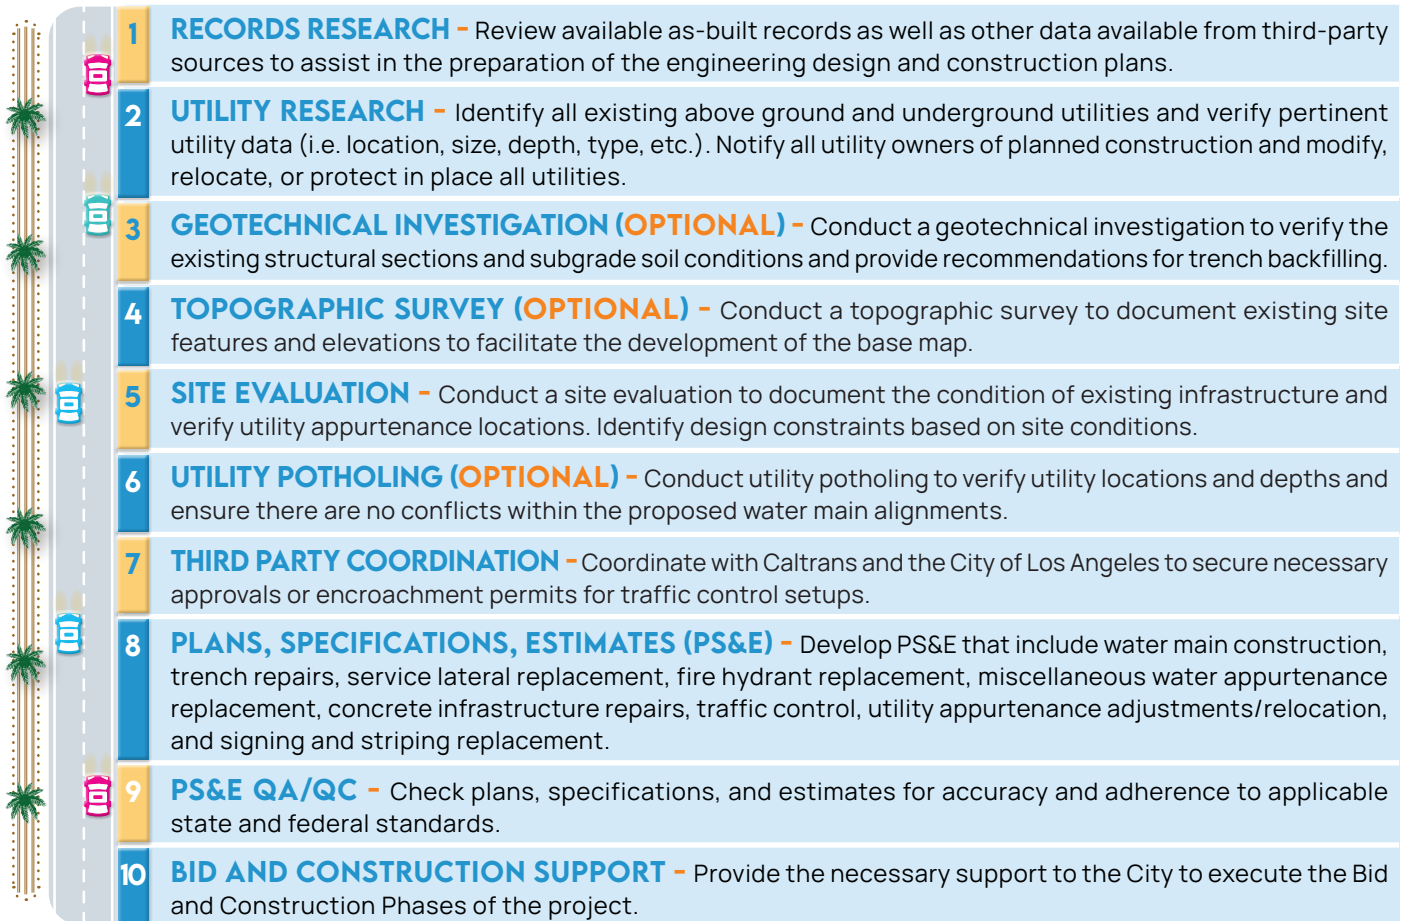 1 RECORDS RESEARCH - Review available as-built records as well as other data available from third-party
sources to assist in the preparation of the engineering design and construction plans.
2 UTILITY RESEARCH - Identify all existing above ground and underground utilities and verify pertinent
utility data (i.e. location, size, depth, type, etc.). Notify all utility owners of planned construction and modify,
relocate, or protect in place all utilities.
3 GEOTECHNICAL INVESTIGATION (OPTIONAL) - Conduct a geotechnical investigation to verify the
existing structural sections and subgrade soil conditions and provide recommendations for trench backfilling.
4 TOPOGRAPHIC SURVEY (OPTIONAL) - Conduct a topographic survey to document existing site
features and elevations to facilitate the development of the base map.
5 SITE EVALUATION - Conduct a site evaluation to document the condition of existing infrastructure and
verify utility appurtenance locations. Identify design constraints based on site conditions.
6 UTILITY POTHOLING (OPTIONAL) - Conduct utility potholing to verify utility locations and depths and
ensure there are no conflicts within the proposed water main alignments.
7 THIRD PARTY COORDINATION - Coordinate with Caltrans and the City of Los Angeles to secure necessary
approvals or encroachment permits for traffic control setups.
8 PLANS, SPECIFICATIONS, ESTIMATES (PS&E) - Develop PS&E that include water main construction,
trench repairs, service lateral replacement, fire hydrant replacement, miscellaneous water appurtenance
replacement, concrete infrastructure repairs, traffic control, utility appurtenance adjustments/relocation,
and signing and striping replacement.
9 PS&E QA/QC - Check plans, specifications, and estimates for accuracy and adherence to applicable
state and federal standards.
10 BID AND CONSTRUCTION SUPPORT - Provide the necessary support to the City to execute the Bid
and Construction Phases of the project.